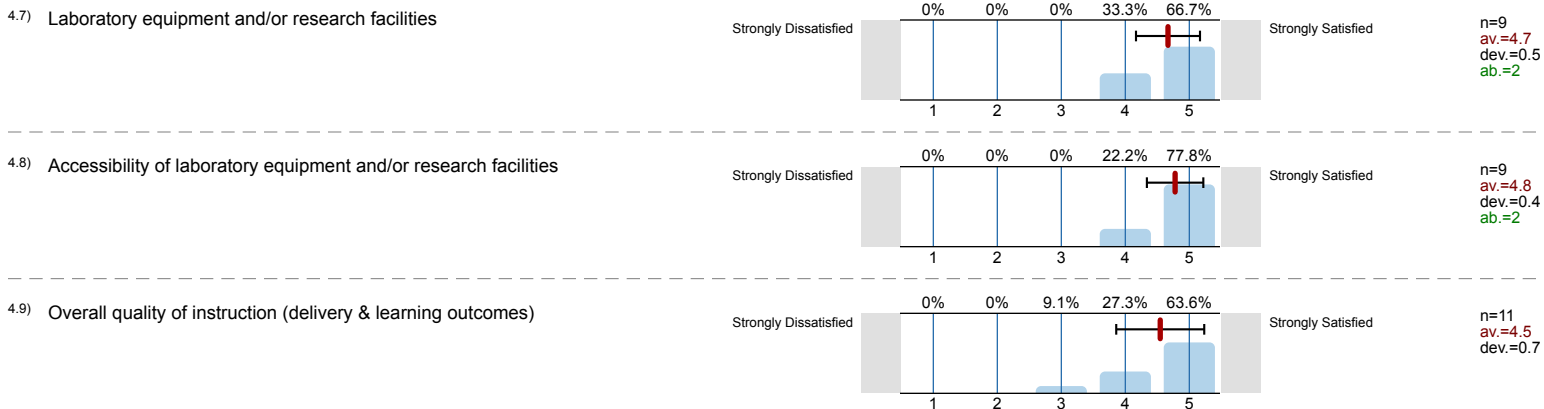 4.7) Laboratory equipment and/or research facilities
0% 0% 0% 33.3% 66.7%
Strongly Dissatisfied
Strongly Satisfied
1 2 3 4 5
n=9
av.=4.7
dev.=0.5
ab.=2
4.8) Accessibility of laboratory equipment and/or research facilities
0% 0% 0% 22.2% 77.8%
Strongly Dissatisfied
Strongly Satisfied
1 2 3 4 5
n=9
av.=4.8
dev.=0.4
ab.=2
4.9) Overall quality of instruction (delivery & learning outcomes)
0% 0% 9.1% 27.3% 63.6%
Strongly Dissatisfied
Strongly Satisfied
1 2 3 4 5
n=11
av.=4.5
dev.=0.7